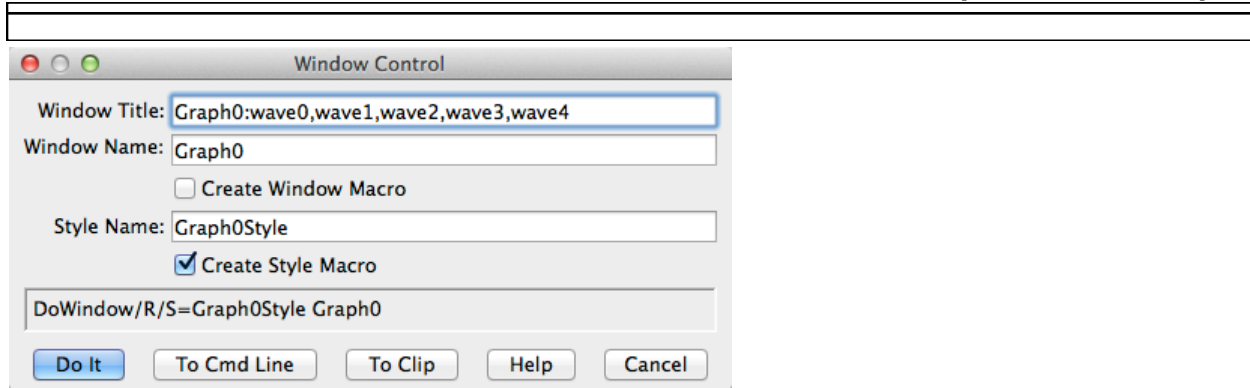 Window Control
Window Title: Graph0:wave0,wave1,wave2,wave3,wave4
Window Name: Graph0
Create Window Macro
Style Name: Graph0Style
Create Style Macro
DoWindow/R/S=Graph0Style Graph0
Do It To Cmd Line To Clip Help Cancel